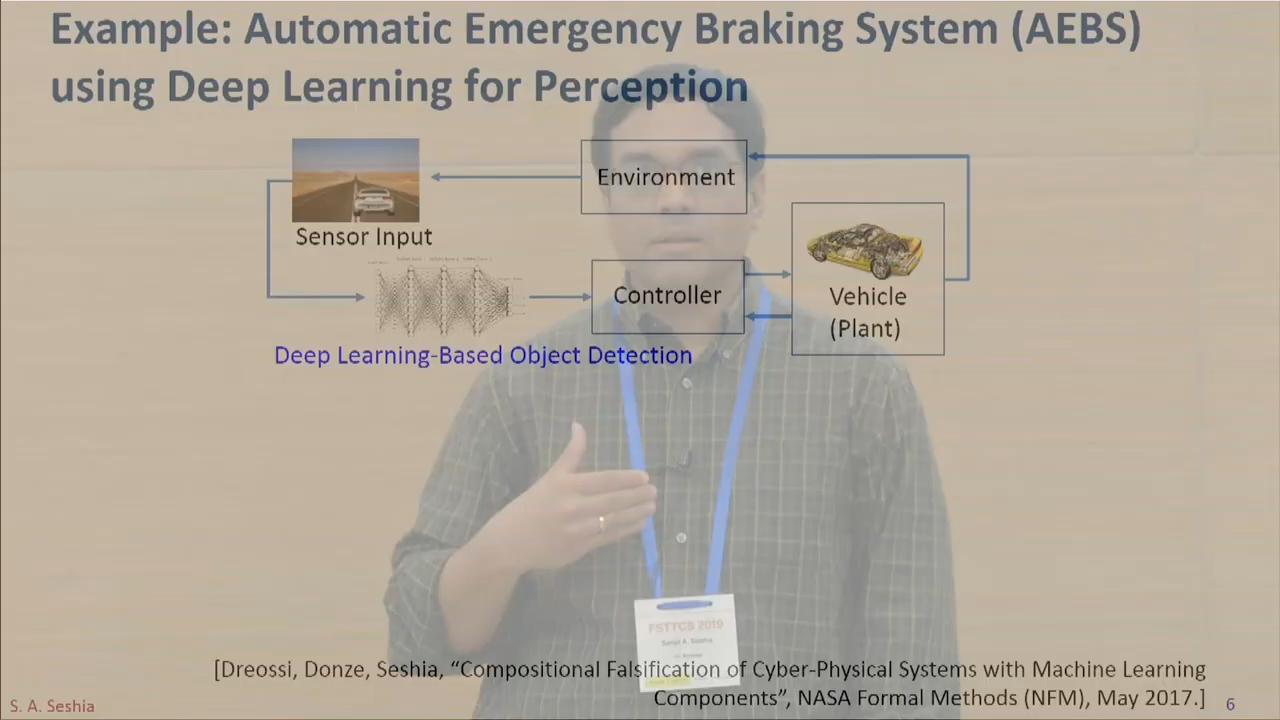 Example: Automatic Emergency Braking System (AEBS)
using Deep Learning for Perception
Environment
Sensor Input
Controller
Vehicle
(Plant)
Deep Learning-Based Object Detection
FSTTCS 2019
Sanjit A. Seshia
[Dreossi, Donze, Seshia, “Compositional Falsification of Cyber-Physical Systems with Machine Learning
Components”, NASA Formal Methods (NFM), May 2017.]
S. A. Seshia
6